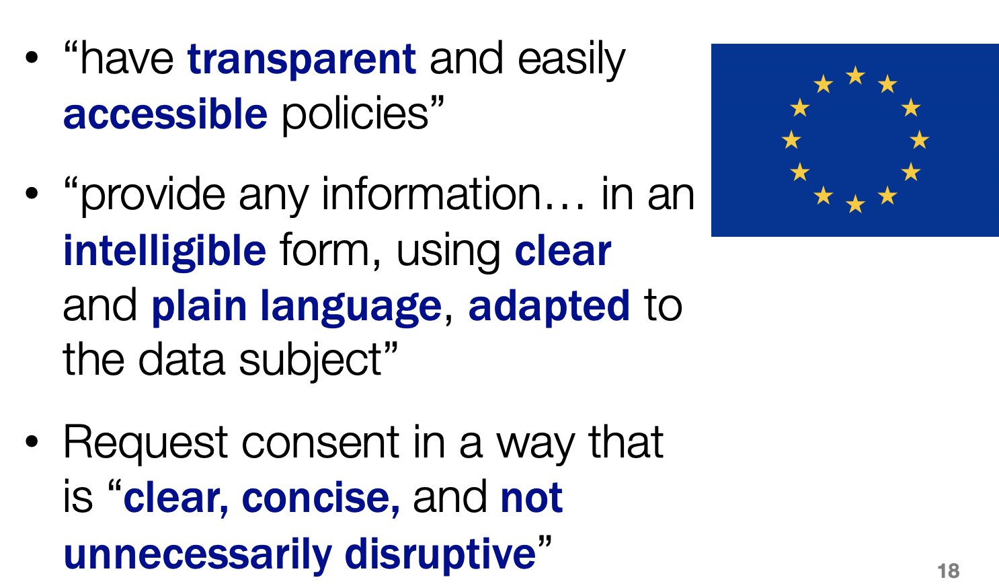 • “have transparent and easily
accessible policies”
• “provide any information… in an
intelligible form, using clear
and plain language, adapted to
the data subject”
• Request consent in a way that
is “clear, concise, and not
unnecessarily disruptive”
18